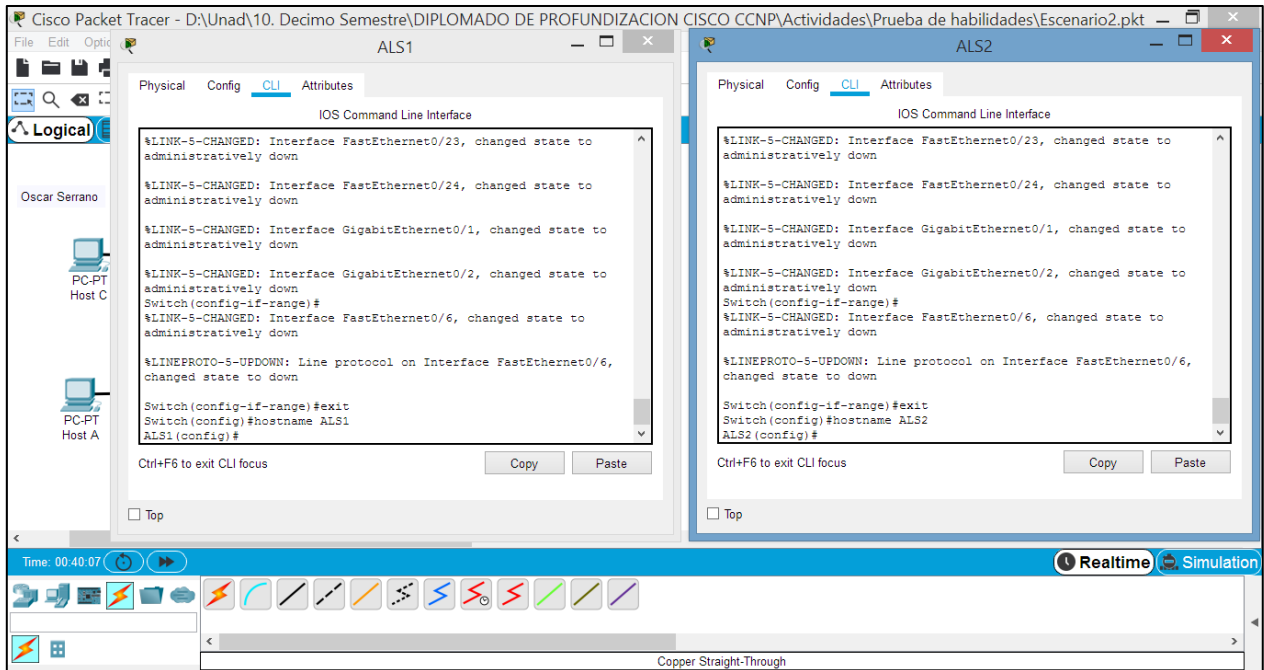 Cisco Packet Tracer - D:\Unad\10. Decimo Semestre\DIPLOMADO DE PROFUNDIZACION CISCO CCNP\Actividades\Prueba de habilidades\Escenario2.pkt
File Edit Optic
Logical
Oscar Serrano
PC-PT
Host C
PC-PT
Host A
ALS1
Physical Config CLI Attributes
IOS Command Line Interface
%LINK-5-CHANGED: Interface FastEthernet0/23, changed state to
administratively down
%LINK-5-CHANGED: Interface FastEthernet0/24, changed state to
administratively down
%LINK-5-CHANGED: Interface GigabitEthernet0/1, changed state to
administratively down
%LINK-5-CHANGED: Interface GigabitEthernet0/2, changed state to
administratively down
Switch(config-if-range)#
%LINK-5-CHANGED: Interface FastEthernet0/6, changed state to
administratively down
%LINEPROTO-5-UPDOWN: Line protocol on Interface FastEthernet0/6,
changed state to down
Switch(config-if-range)#exit
Switch(config)#hostname ALS1
ALS1(config)#
Ctrl+F6 to exit CLI focus
Copy Paste
Top
ALS2
Physical Config CLI Attributes
IOS Command Line Interface
%LINK-5-CHANGED: Interface FastEthernet0/23, changed state to
administratively down
%LINK-5-CHANGED: Interface FastEthernet0/24, changed state to
administratively down
%LINK-5-CHANGED: Interface GigabitEthernet0/1, changed state to
administratively down
%LINK-5-CHANGED: Interface GigabitEthernet0/2, changed state to
administratively down
Switch(config-if-range)#
%LINK-5-CHANGED: Interface FastEthernet0/6, changed state to
administratively down
%LINEPROTO-5-UPDOWN: Line protocol on Interface FastEthernet0/6,
changed state to down
Switch(config-if-range)#exit
Switch(config)#hostname ALS2
ALS2(config)#
Ctrl+F6 to exit CLI focus
Copy Paste
Top
Time: 00:40:07
Realtime Simulation
Copper Straight-Through